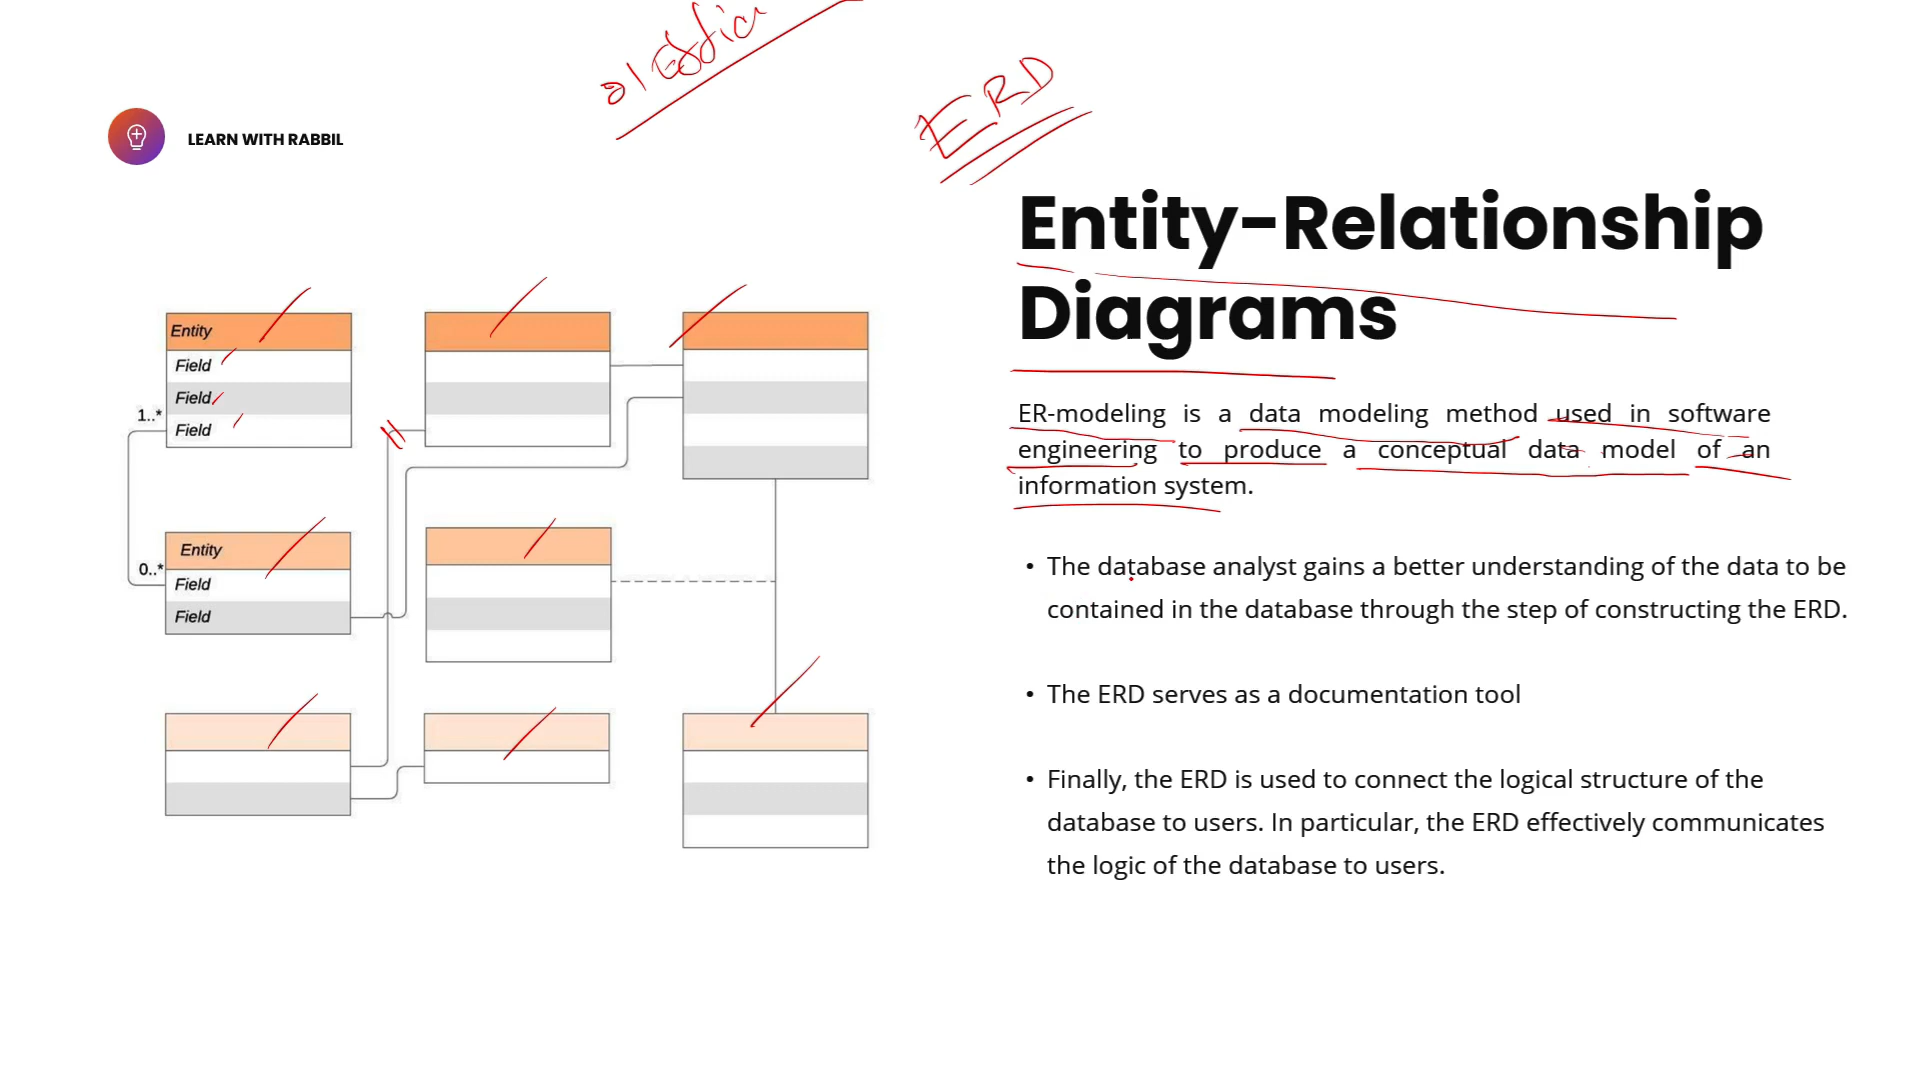 ERD
LEARN WITH RABBIL
Entity-Relationship
Diagrams
Entity
Field
Field
Field
1..*
0..*
Entity
Field
Field
ER-modeling is a data modeling method used in software
engineering to produce a conceptual data model of an
information system.
• The database analyst gains a better understanding of the data to be
contained in the database through the step of constructing the ERD.
• The ERD serves as a documentation tool
• Finally, the ERD is used to connect the logical structure of the
database to users. In particular, the ERD effectively communicates
the logic of the database to users.